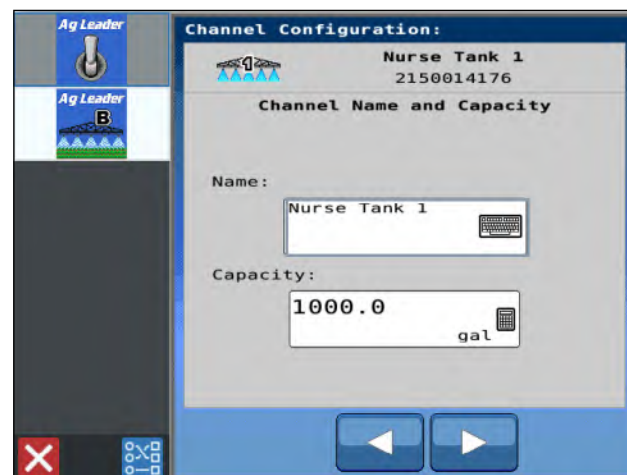 Ag Leader
Ag Leader
B
Channel Configuration:
1
Nurse Tank 1
2150014176
Channel Name and Capacity
Name:
Nurse Tank 1
Capacity:
1000.0
gal